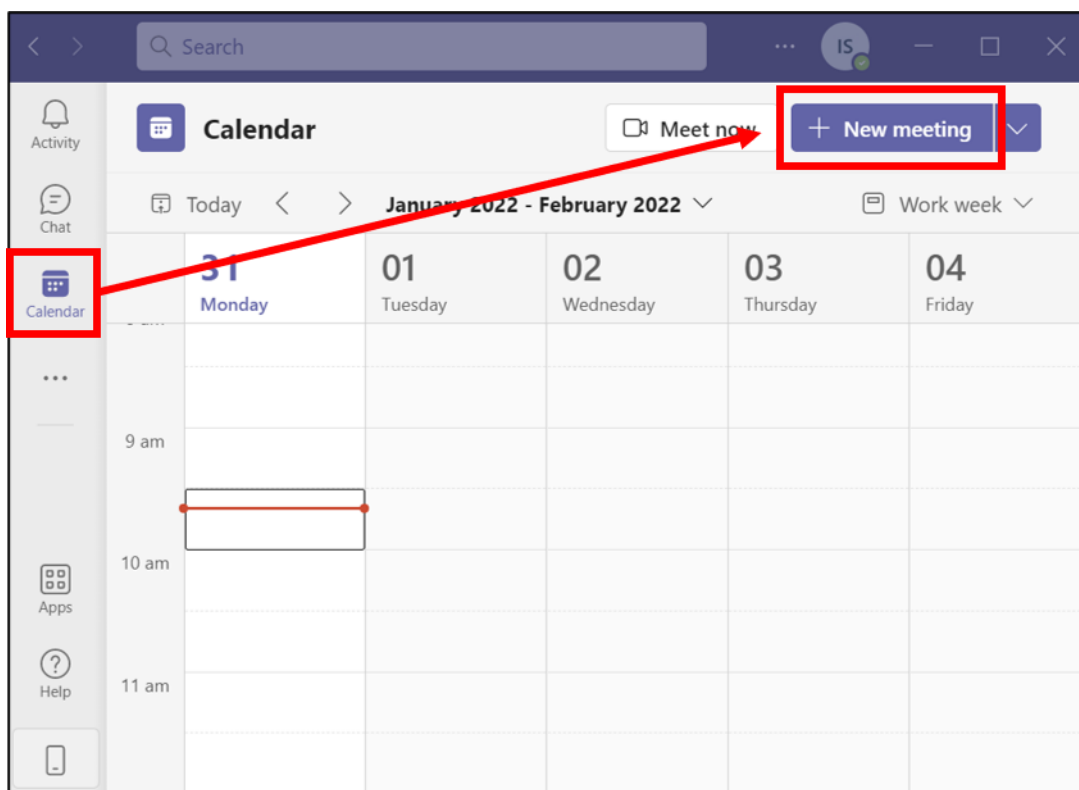 Search
IS
Activity
Calendar
Meet now
New meeting
Chat
Today
January 2022 - February 2022
Work week
Calendar
31
01
02
03
04
Monday
Tuesday
Wednesday
Thursday
Friday
9 am
10 am
Apps
Help
11 am